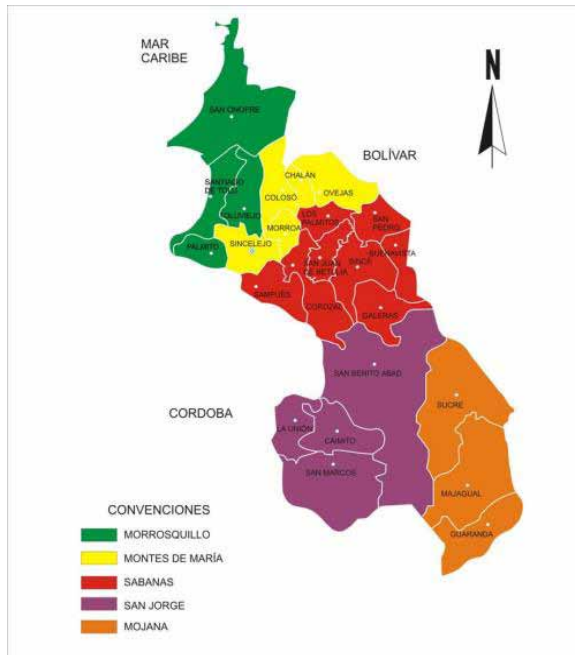 MAR
CARIBE
N
SAN ONOFRE
BOLÍVAR
CHALÁN
SANTIAGO
DE TOLÚ
COLOSÓ
OVEJAS
TOLUVIEJO
LOS
PALMITOS
SAN
PEDRO
MORROA
SINCELEJO
PALMITO
BUENAVISTA
SAN JUAN
DE BETULIA
SINCÉ
SAMPUÉS
COROZAL
GALERAS
SAN BENITO ABAD
SUCRE
CORDOBA
LA UNIÓN
CAIMITO
SAN MARCOS
MAJAGUAL
GUARANDA
CONVENCIONES
MORROSQUILLO
MONTES DE MARÍA
SABANAS
SAN JORGE
MOJANA